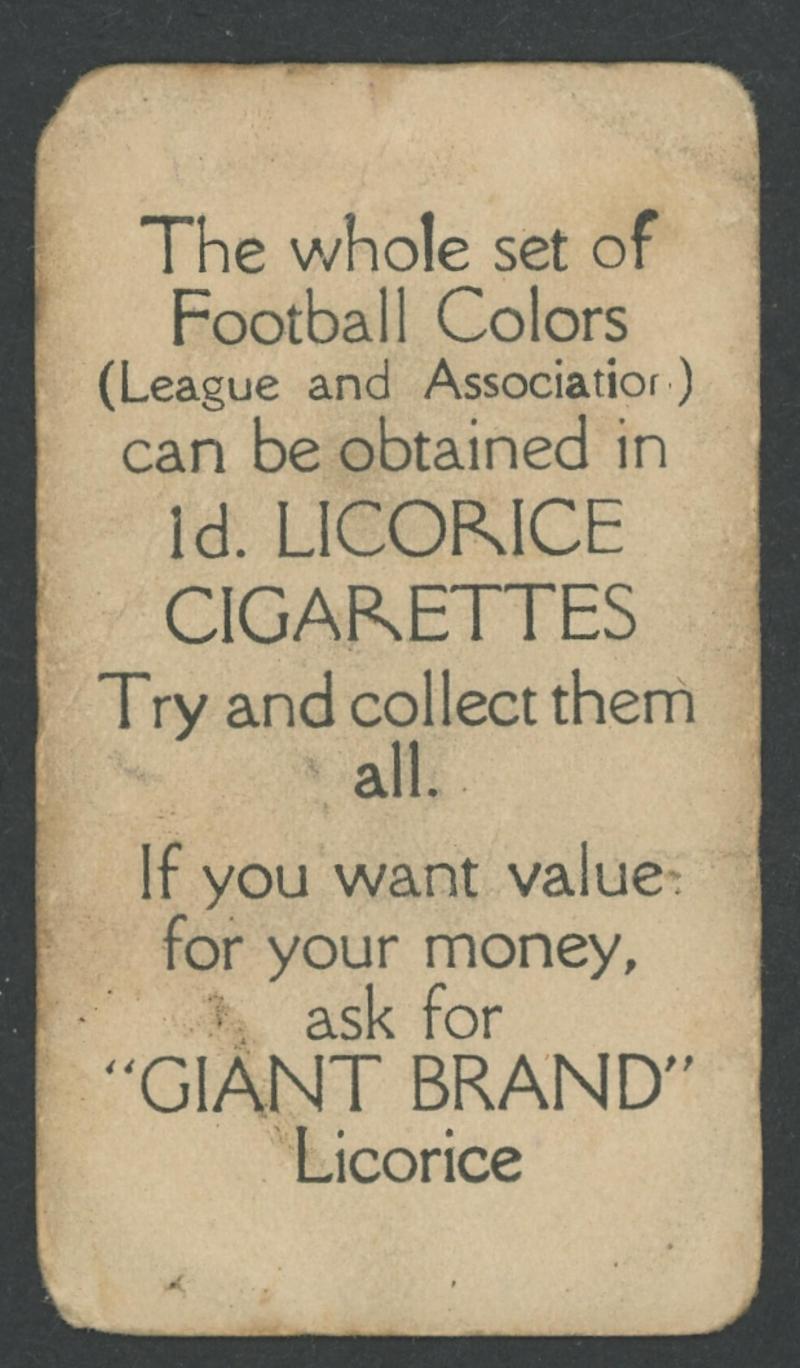 The whole set of
Football Colors
(League and Association)
can be obtained in
1d. LICORICE
CIGARETTES
Try and collect them
all.
If you want value
for your money,
ask for
“GIANT BRAND”
Licorice